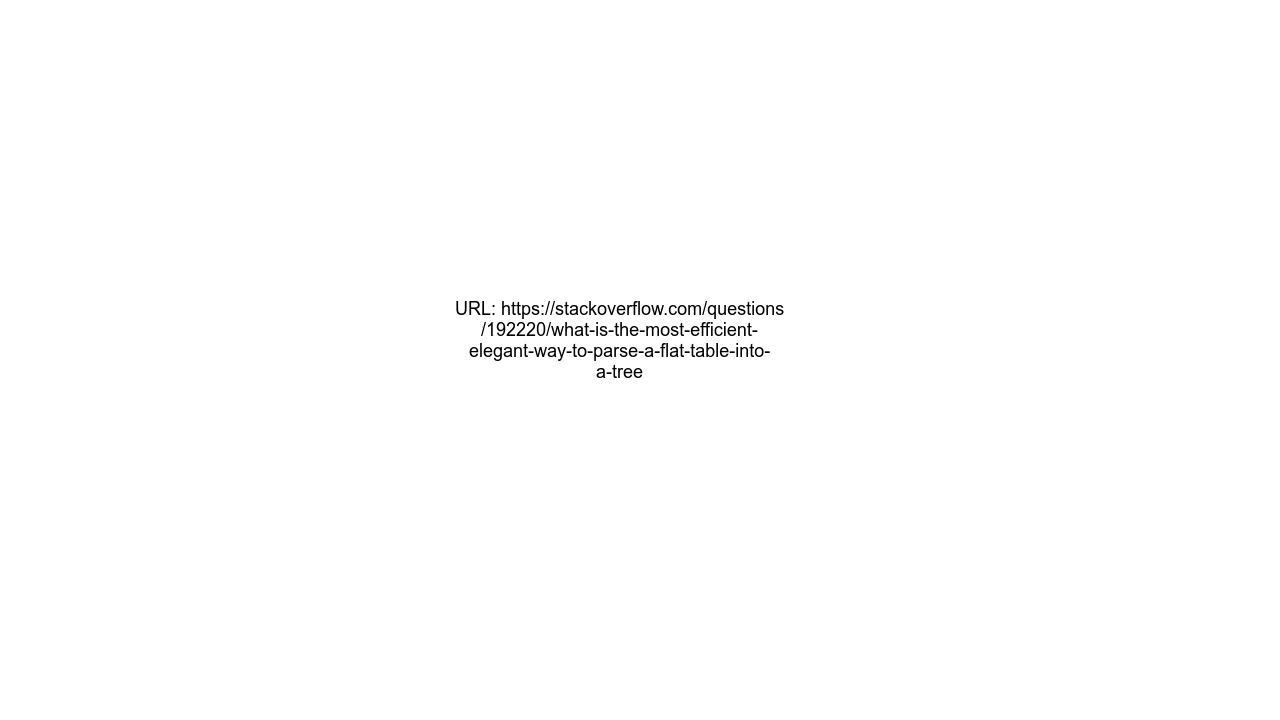 URL: https://stackoverflow.com/questions
/192220/what-is-the-most-efficient-
elegant-way-to-parse-a-flat-table-into-
a-tree